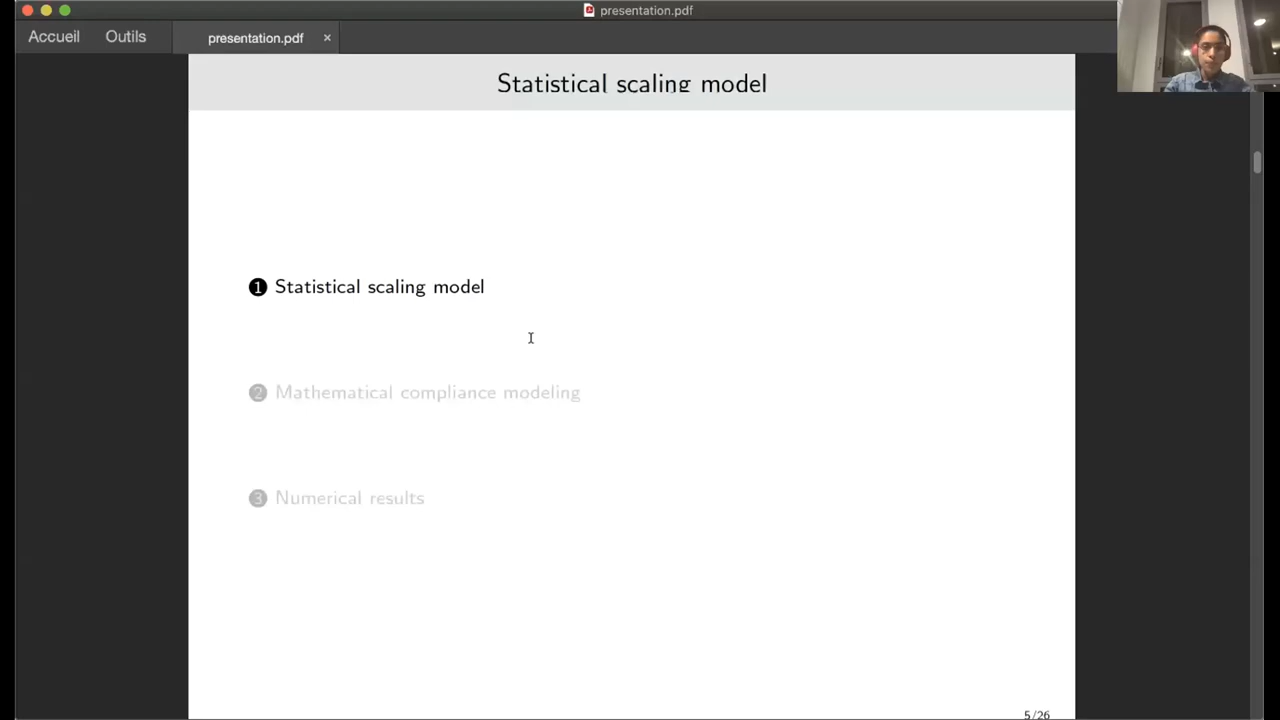 presentation.pdf
Accueil Outils presentation.pdf ×
Statistical scaling model
1 Statistical scaling model
2 Mathematical compliance modeling
3 Numerical results
5/26